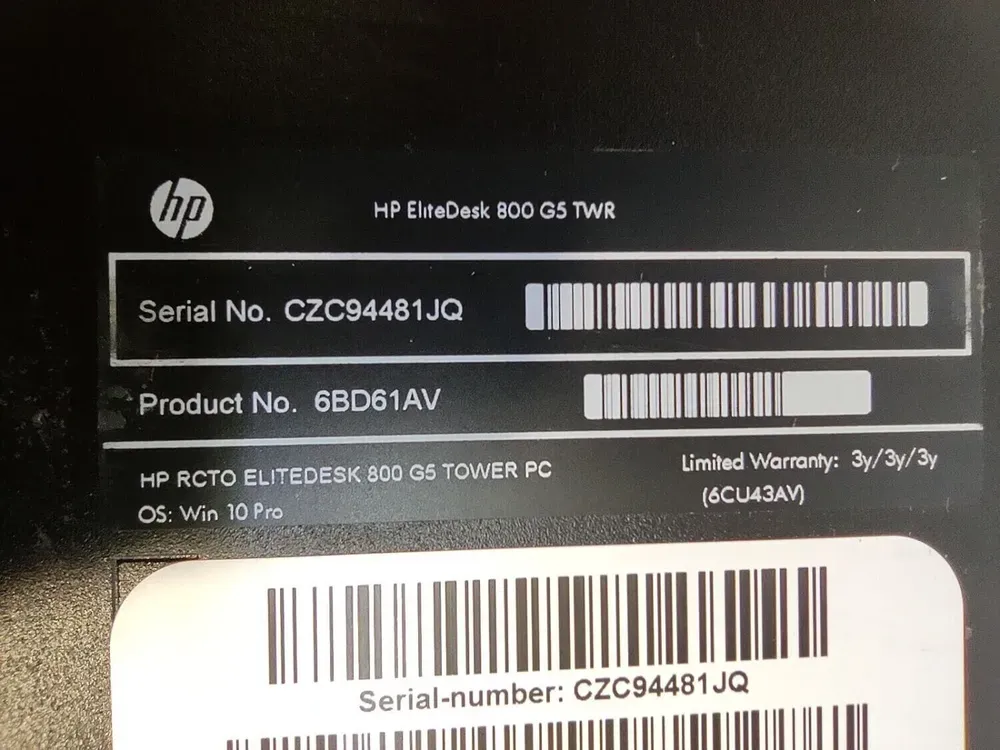 hp
HP EliteDesk 800 G5 TWR
Serial No. CZC94481JQ
Product No. 6BD61AV
HP RCTO ELITEDESK 800 G5 TOWER PC
Limited Warranty: 3y/3y/3y
(6CU43AV)
OS: Win 10 Pro
Serial-number: CZC94481JQ